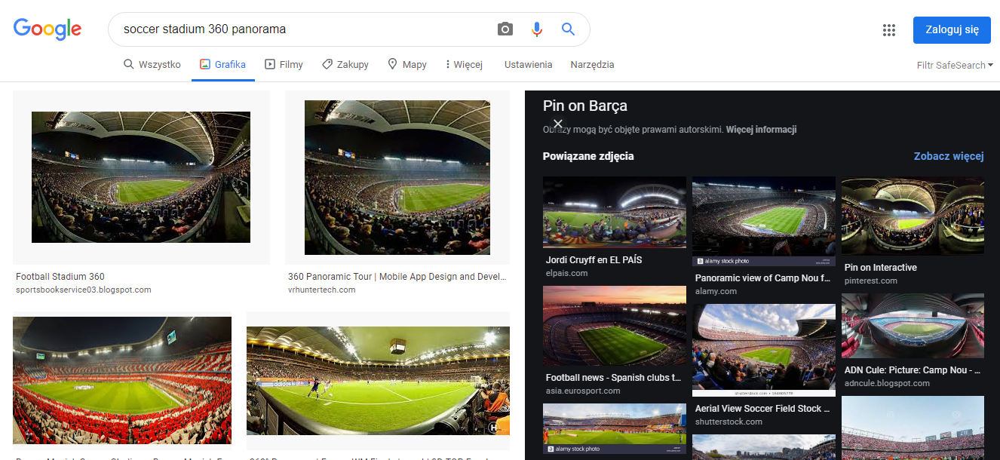 Google
soccer stadium 360 panorama
Zaloguj się
Wszystko
Grafika
Filmy
Zakupy
Mapy
Więcej
Ustawienia
Narzędzia
Filtr SafeSearch
Football Stadium 360
sportsbookservice03.blogspot.com
360 Panoramic Tour | Mobile App Design and Devel...
vrhuntertech.com
Pin on Barça
Obrazy mogą być objęte prawami autorskimi. Więcej informacji
Powiązane zdjęcia
Zobacz więcej
Jordi Cruyff en EL PAÍS
elpais.com
alamy stock photo
Panoramic view of Camp Nou f...
alamy.com
Pin on Interactive
pinterest.com
Football news - Spanish clubs t...
asia.eurosport.com
shutterstock.com • 164605778
Aerial View Soccer Field Stock ...
shutterstock.com
ADN Cule: Picture: Camp Nou - ...
adncule.blogspot.com
alamy stock photo